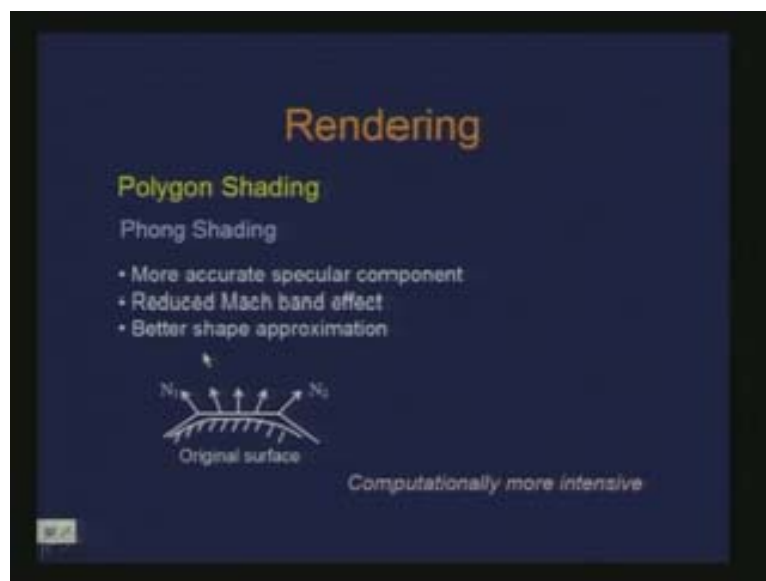 Rendering
Polygon Shading
Phong Shading
• More accurate specular component
• Reduced Mach band effect
• Better shape approximation
N1 N2
Original surface
Computationally more intensive